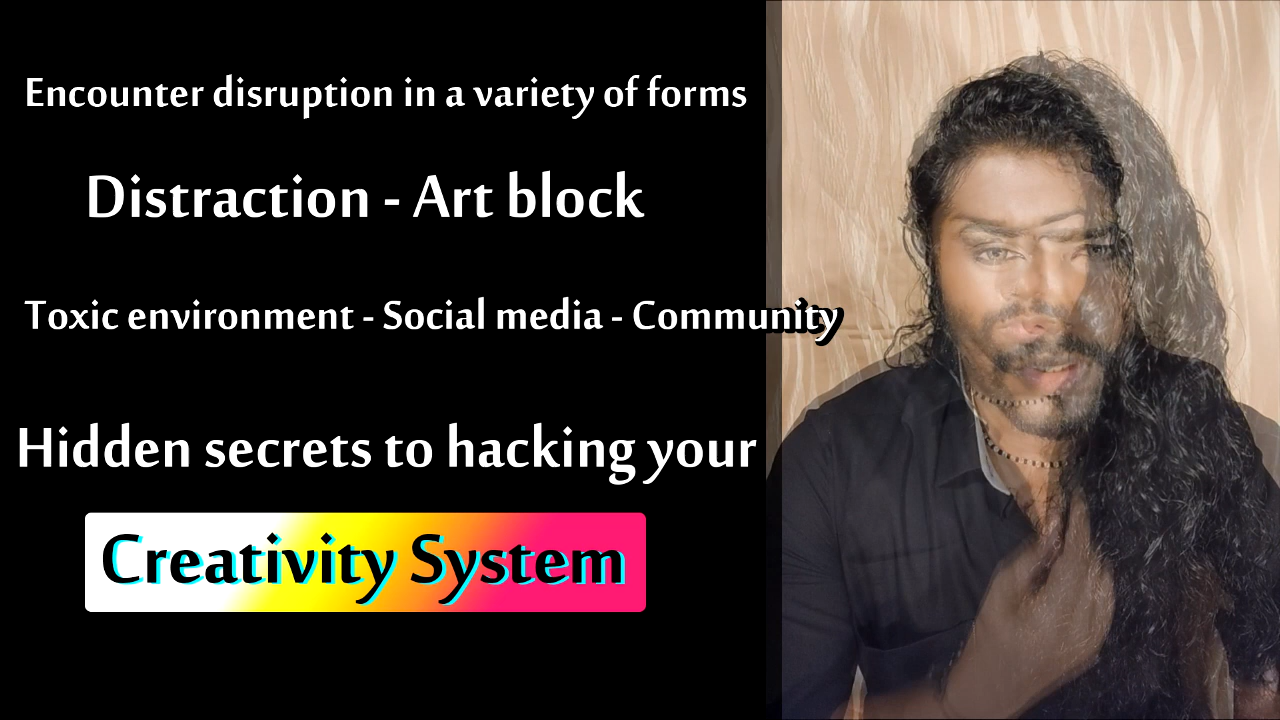 Encounter disruption in a variety of forms
Distraction - Art block
Toxic environment - Social media - Community
Hidden secrets to hacking your
Creativity System